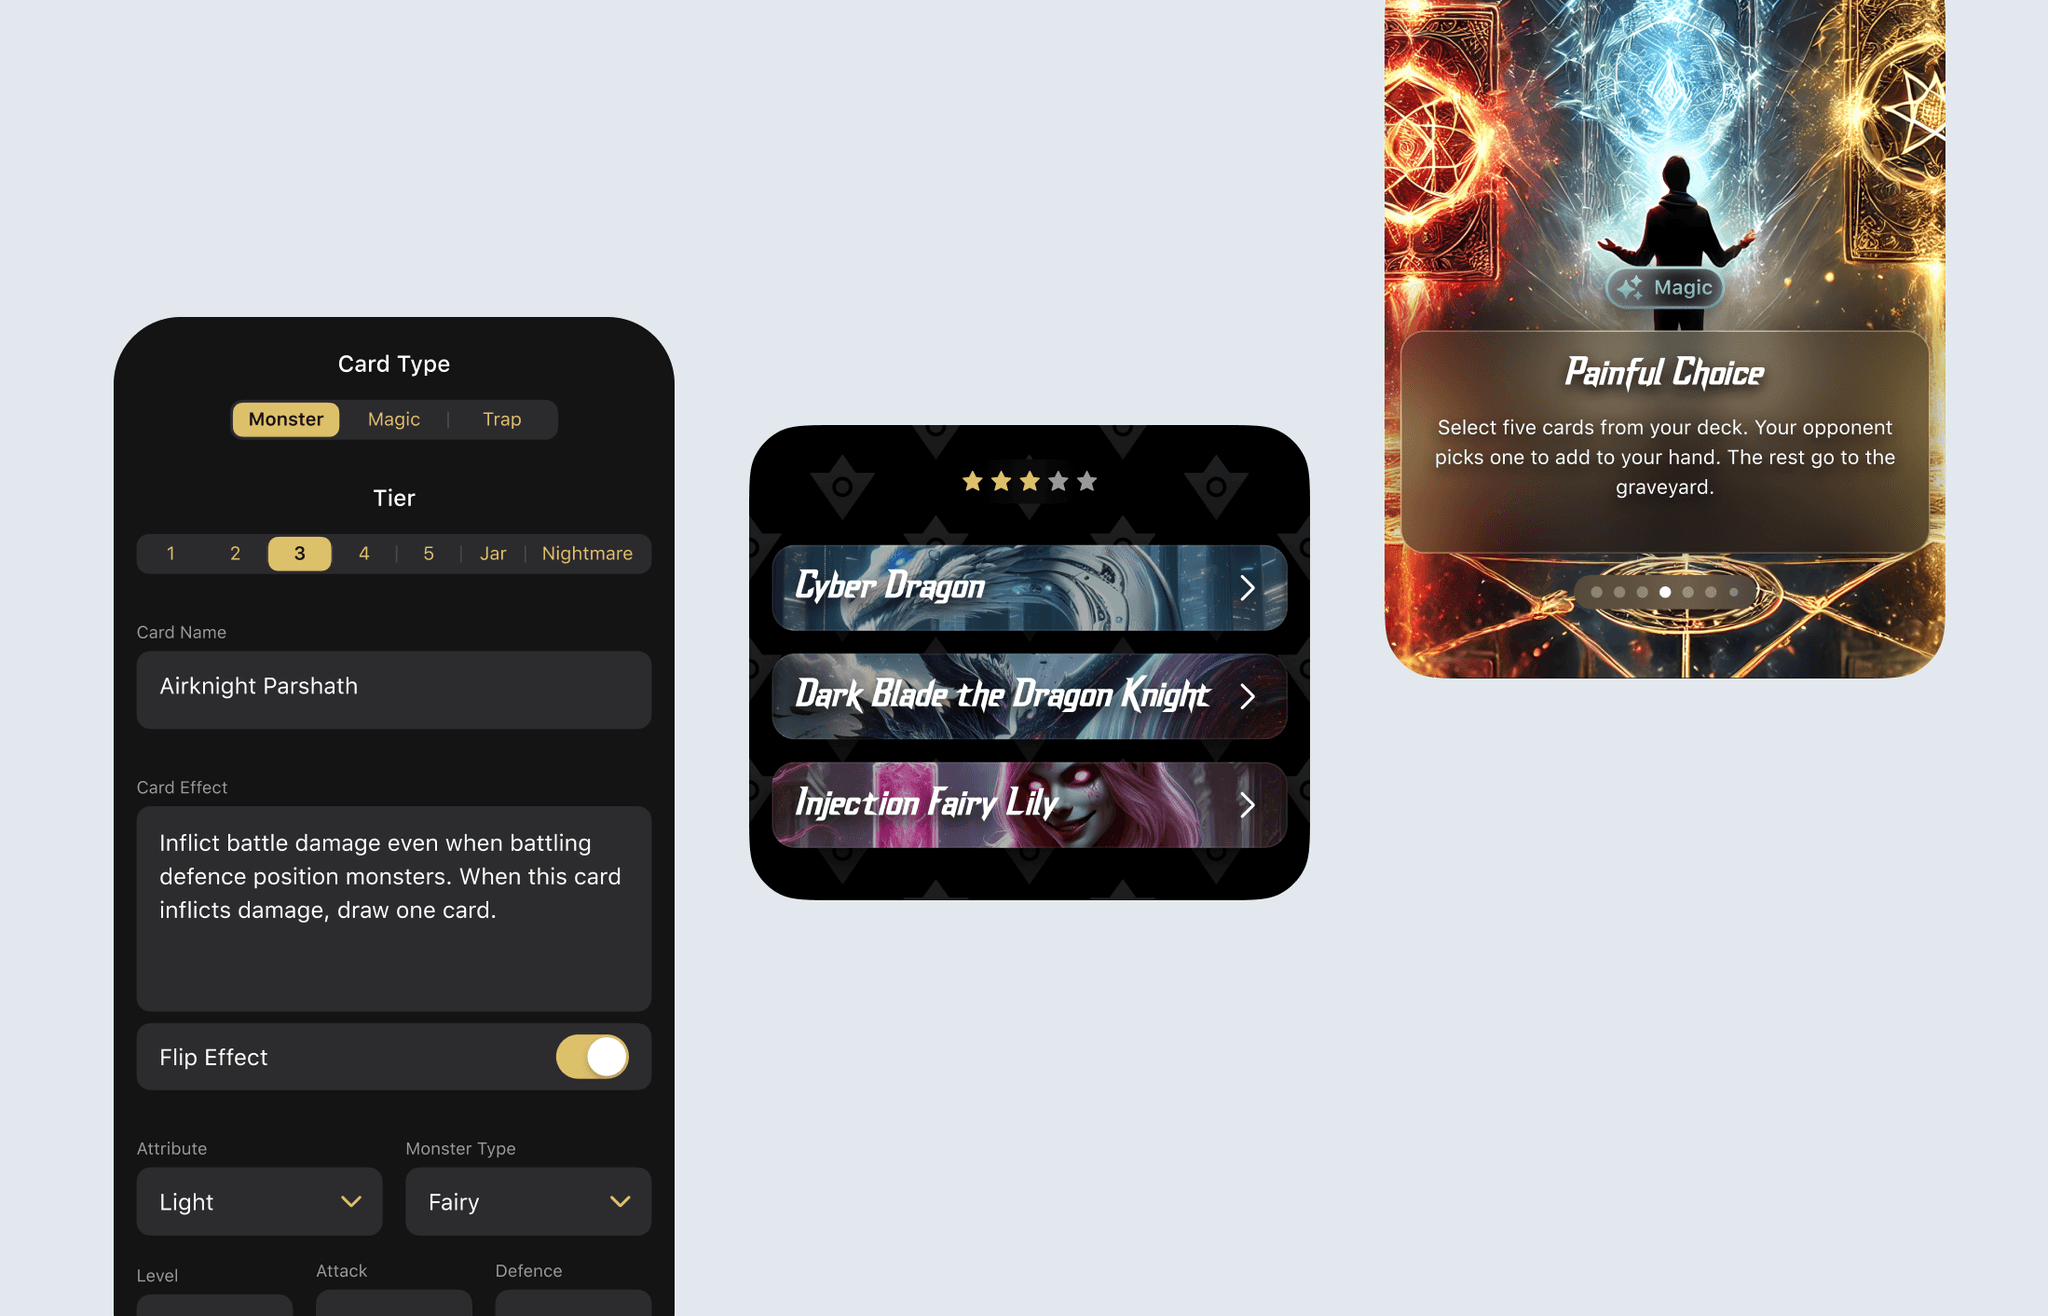 Card Type
Monster
Magic
Trap
Tier
1
2
3
4
5
Jar
Nightmare
Card Name
Airknight Parshath
Card Effect
Inflict battle damage even when battling
defence position monsters. When this card
inflicts damage, draw one card.
Flip Effect
Attribute
Monster Type
Light
Fairy
Level
Attack
Defence
Cyber Dragon
Dark Blade the Dragon Knight
Injection Fairy Lily
Magic
Painful Choice
Select five cards from your deck. Your opponent
picks one to add to your hand. The rest go to the
graveyard.